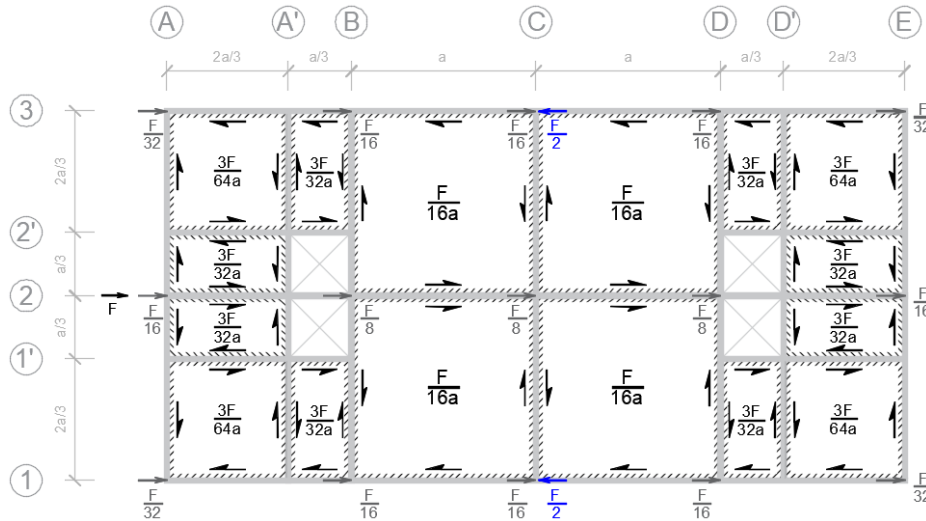 A A' B C D D' E
2a/3 a/3 a a a/3 2a/3
3
F/32 F/16 F/16 F/2 F/16 F/32
3F/64a 3F/32a F/16a F/16a 3F/32a 3F/64a
2a/3
2'
a/3
3F/32a 3F/32a
2
F F/16 F/8 F/8 F/8 F/16
a/3
3F/32a 3F/32a
1'
2a/3
3F/64a 3F/32a F/16a F/16a 3F/32a 3F/64a
1
F/32 F/16 F/16 F/2 F/16 F/32